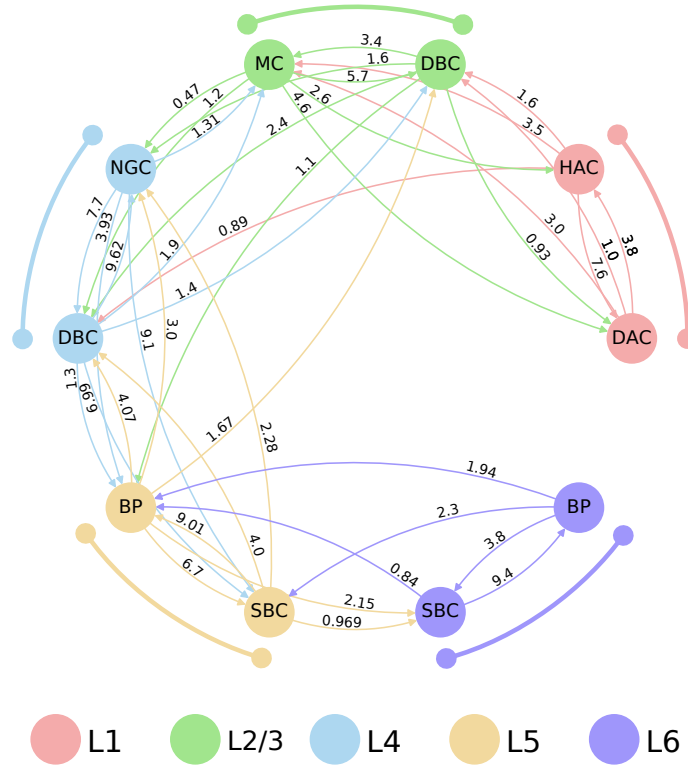 3.4
MC
1.6
DBC
5.7
0.47
1.2
4.6
2.6
1.6
1.31
2.4
3.5
NGC
1.1
HAC
7.7
3.93
9.62
1.9
0.89
3.0
1.0
3.8
0.93
7.6
1.4
DBC
9.1
3.0
DAC
1.3
6.99
4.07
1.67
2.28
1.94
BP
9.01
2.3
BP
6.7
4.0
3.8
0.84
9.4
SBC
2.15
SBC
0.969
L1
L2/3
L4
L5
L6